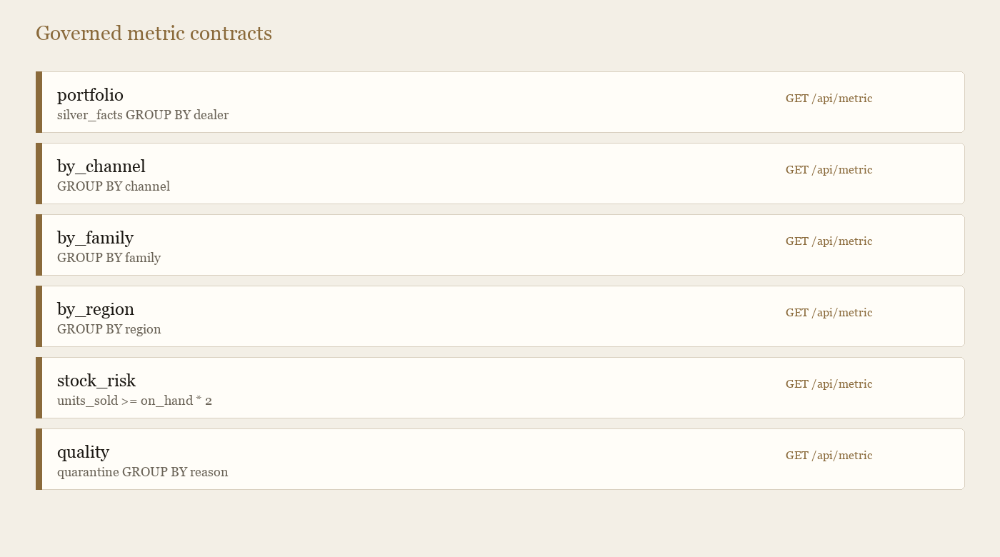 Governed metric contracts
portfolio
GET /api/metric
silver_facts GROUP BY dealer
by_channel
GET /api/metric
GROUP BY channel
by_family
GET /api/metric
GROUP BY family
by_region
GET /api/metric
GROUP BY region
stock_risk
GET /api/metric
units_sold >= on_hand * 2
quality
GET /api/metric
quarantine GROUP BY reason